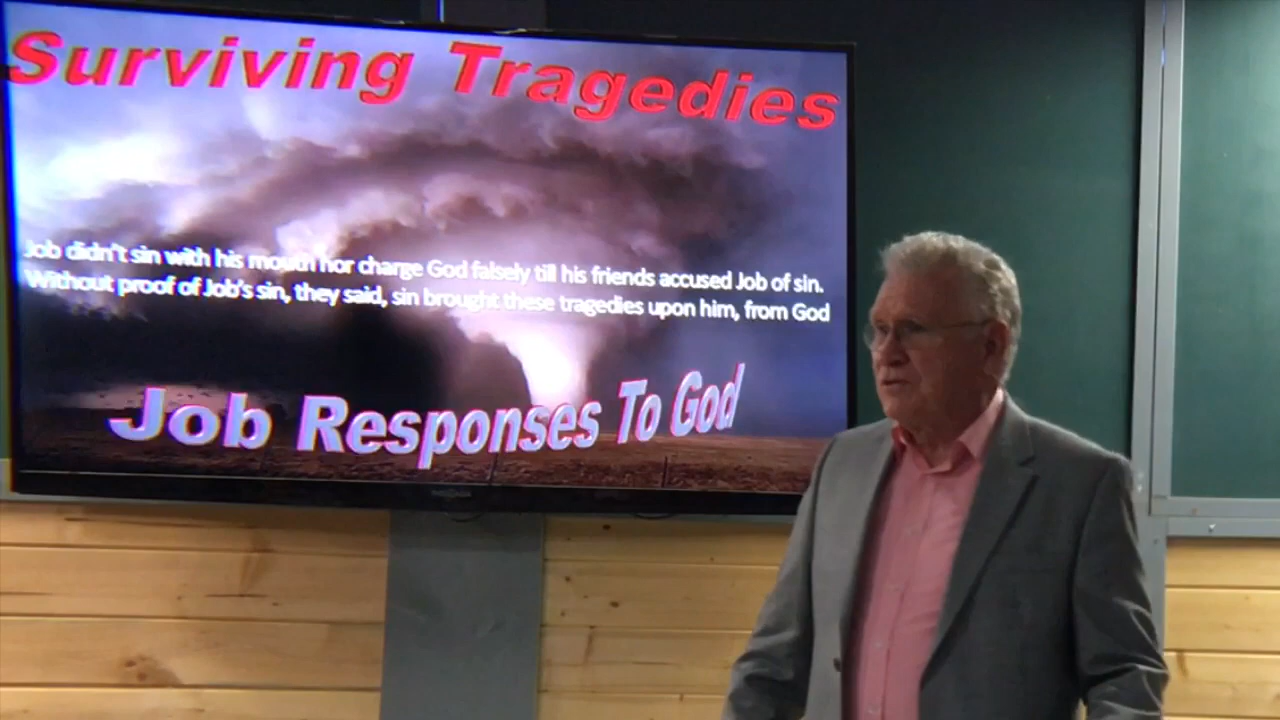 Surviving Tragedies
Job didn't sin with his mouth nor charge God falsely till his friends accused Job of sin.
Without proof of Job's sin, they said, sin brought these tragedies upon him, from God
Job Responses To God